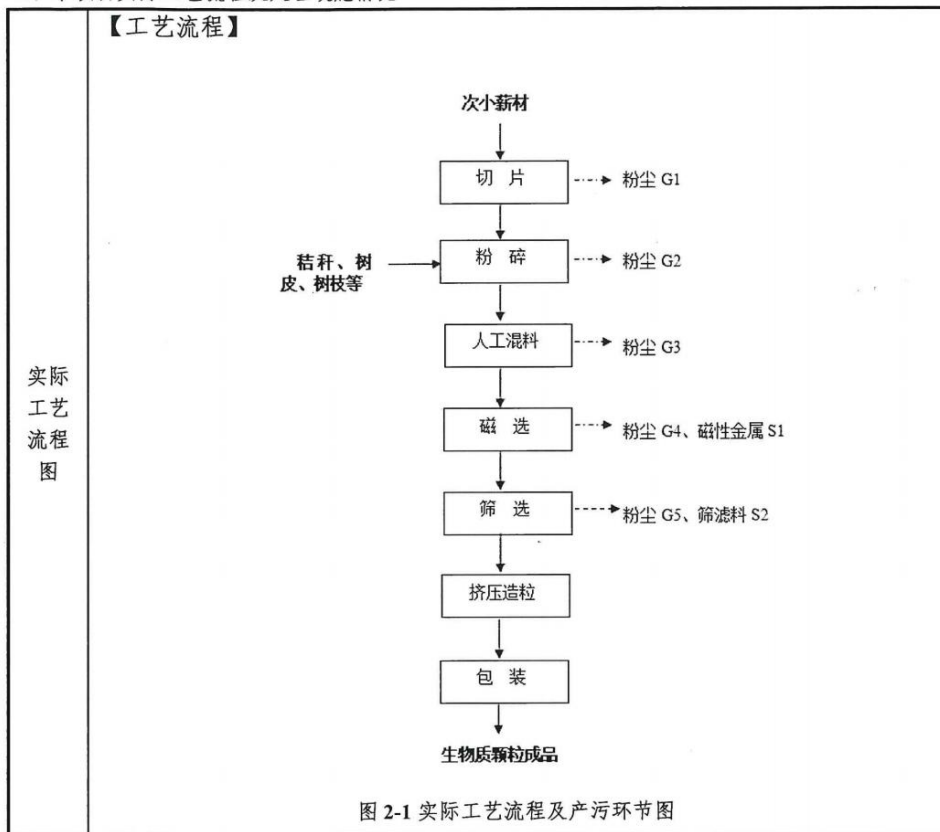 【工艺流程】
次小薪材
切 片
粉尘 G1
秸秆、树
皮、树枝等
粉 碎
粉尘 G2
人工混料
粉尘 G3
实际
工艺
流程
图
磁 选
粉尘 G4、磁性金属 S1
筛 选
粉尘 G5、筛滤料 S2
挤压造粒
包 装
生物质颗粒成品
图 2-1 实际工艺流程及产污环节图